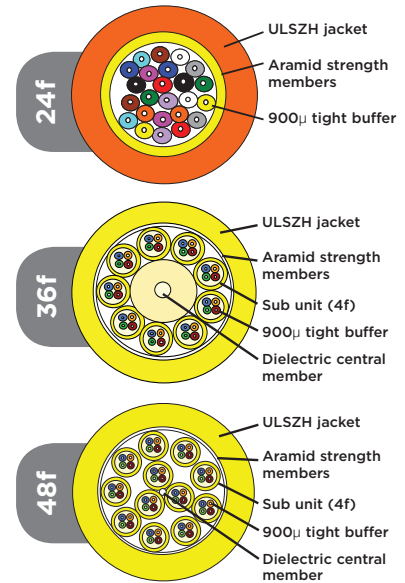 24f
ULSZH jacket
Aramid strength
members
900µ tight buffer
36f
ULSZH jacket
Aramid strength
members
Sub unit (4f)
900µ tight buffer
Dielectric central
member
48f
ULSZH jacket
Aramid strength
members
Sub unit (4f)
900µ tight buffer
Dielectric central
member